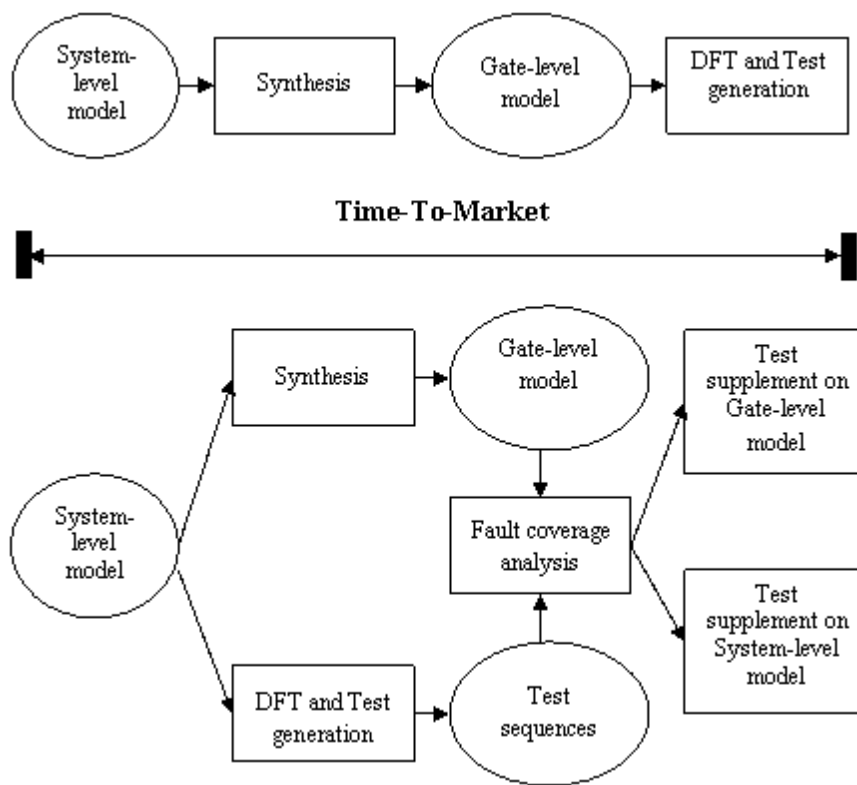 System-
level
model
Synthesis
Gate-level
model
DFT and Test
generation
Time-To-Market
Synthesis
Gate-level
model
Test
supplement on
Gate-level
model
System-
level
model
Fault coverage
analysis
Test
supplement on
System-level
model
DFT and Test
generation
Test
sequences